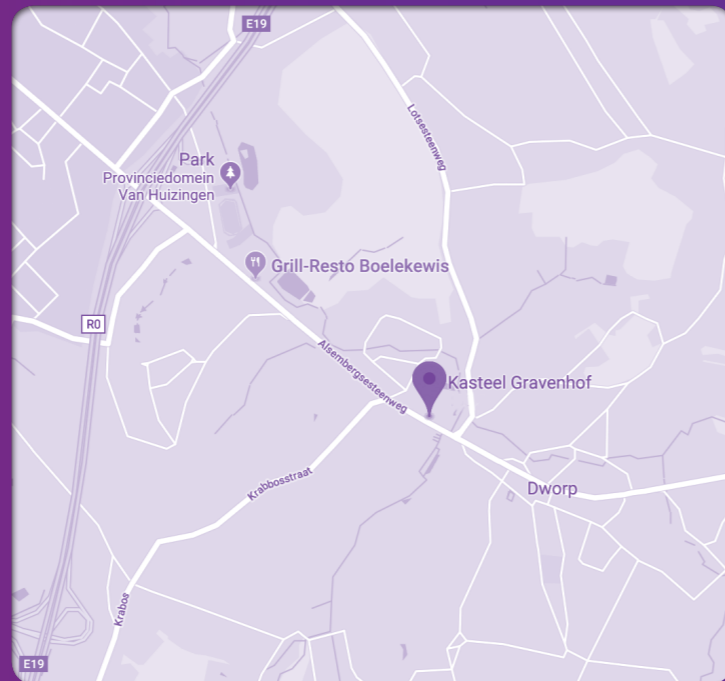 E19
Lotsesteenweg
Park
Provinciedomein
Van Huizingen
Grill-Resto Boelekewis
R0
Alsembergsesteenweg
Kasteel Gravenhof
Krabbosstraat
Dworp
Krabos
E19